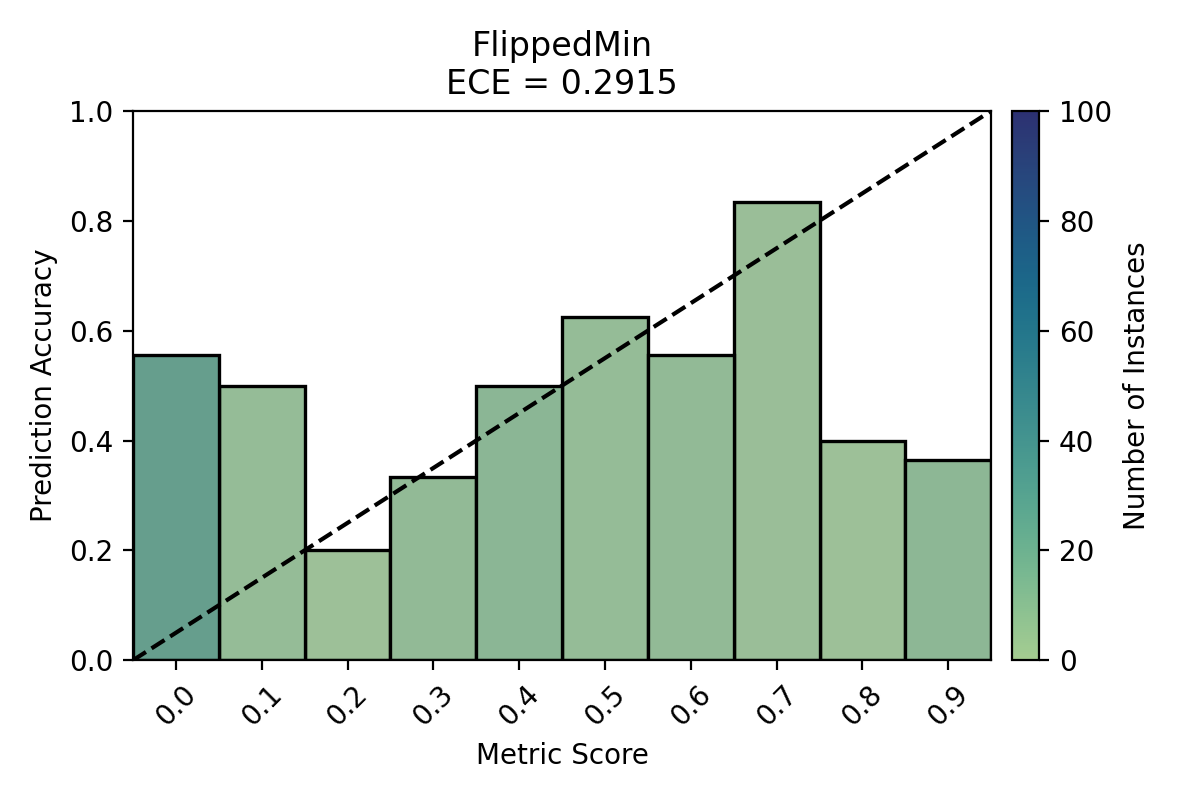 FlippedMin
ECE = 0.2915
Prediction Accuracy
1.0
0.8
0.6
0.4
0.2
0.0
0.0 0.1 0.2 0.3 0.4 0.5 0.6 0.7 0.8 0.9
Metric Score
100
80
60
40
20
0
Number of Instances